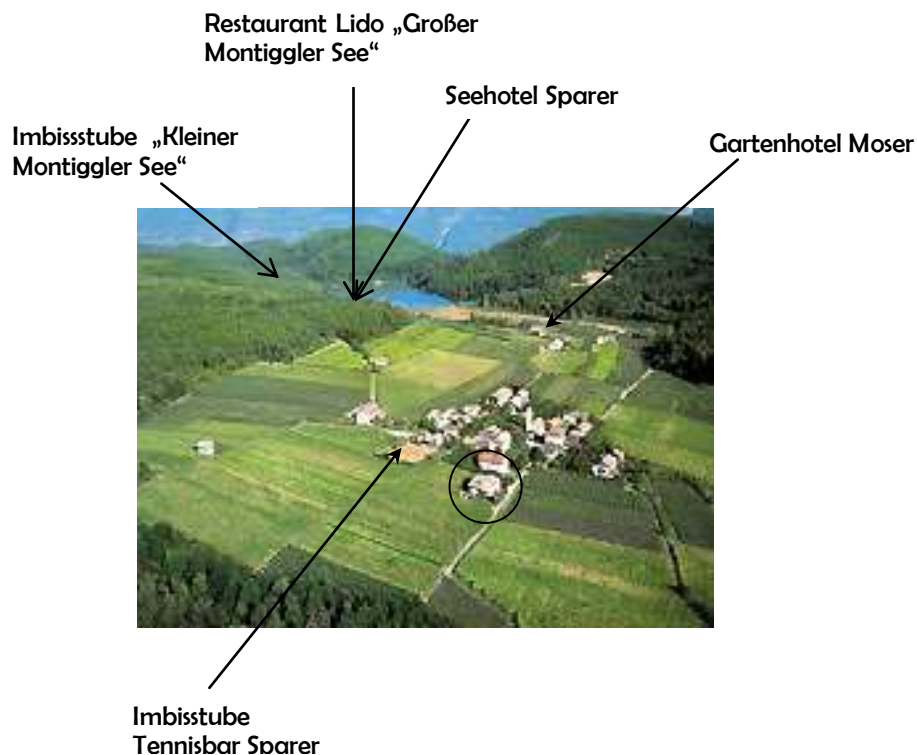 Restaurant Lido „Großer
Montiggler See“
Seehotel Sparer
Imbissstube „Kleiner
Montiggler See“
Gartenhotel Moser
Imbisstube
Tennisbar Sparer